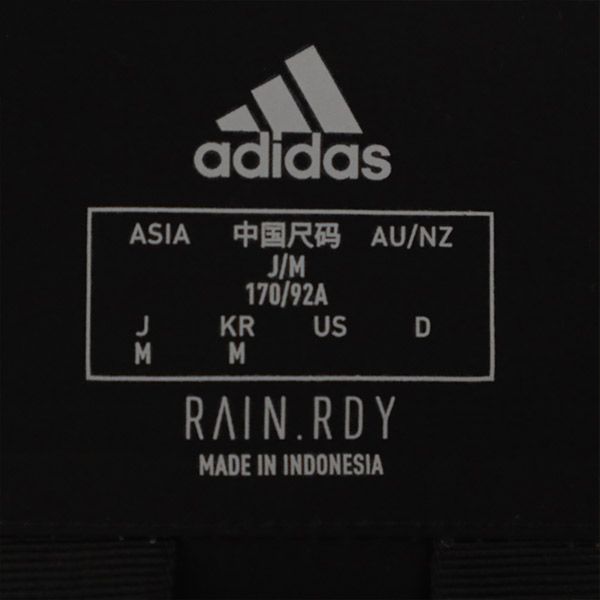 adidas
ASIA 中国尺码 AU/NZ
J/M
170/92A
J KR US D
M M
RAIN.RDY
MADE IN INDONESIA